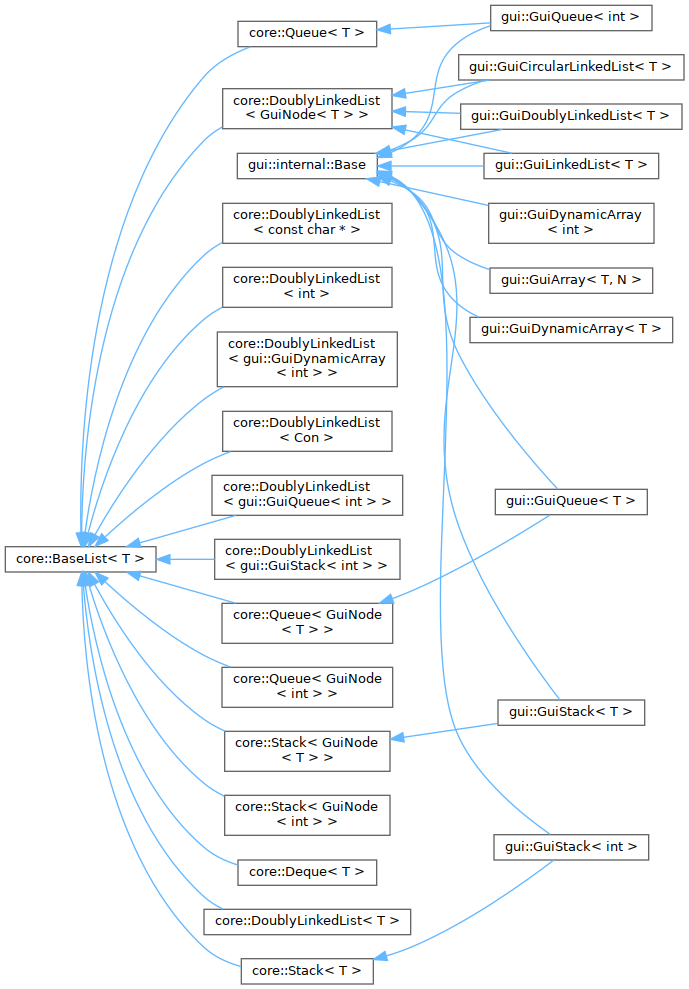 core::BaseList< T >
core::Queue< T >
core::DoublyLinkedList
< GuiNode< T > >
gui::internal::Base
core::DoublyLinkedList
< const char * >
core::DoublyLinkedList
< int >
core::DoublyLinkedList
< gui::GuiDynamicArray
< int > >
core::DoublyLinkedList
< Con >
core::DoublyLinkedList
< gui::GuiQueue< int > >
core::DoublyLinkedList
< gui::GuiStack< int > >
core::Queue< GuiNode
< T > >
core::Queue< GuiNode
< int > >
core::Stack< GuiNode
< T > >
core::Stack< GuiNode
< int > >
core::Deque< T >
core::DoublyLinkedList< T >
core::Stack< T >
gui::GuiQueue< int >
gui::GuiCircularLinkedList< T >
gui::GuiDoublyLinkedList< T >
gui::GuiLinkedList< T >
gui::GuiDynamicArray
< int >
gui::GuiArray< T, N >
gui::GuiDynamicArray< T >
gui::GuiQueue< T >
gui::GuiStack< T >
gui::GuiStack< int >